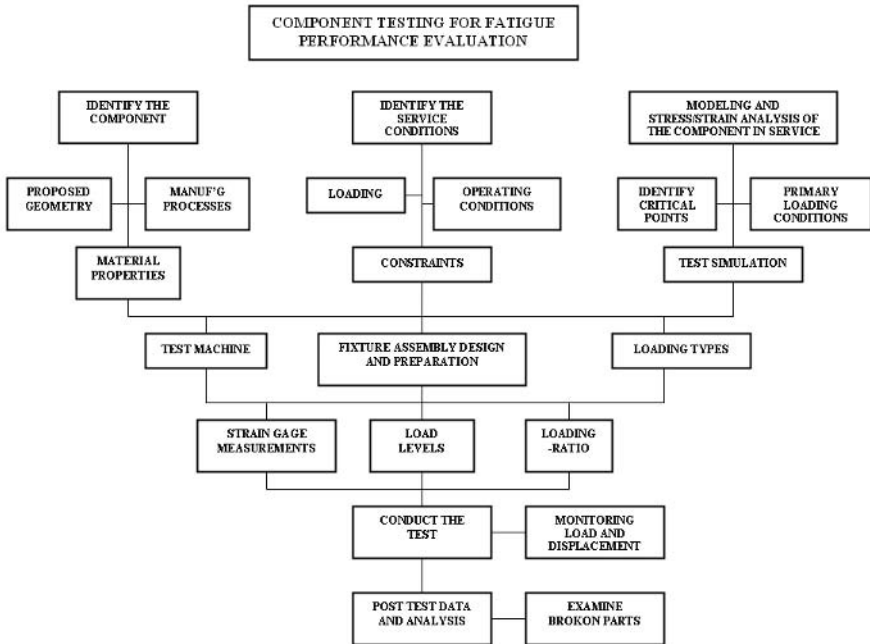 COMPONENT TESTING FOR FATIGUE
PERFORMANCE EVALUATION
IDENTIFY THE
COMPONENT
IDENTIFY THE
SERVICE
CONDITIONS
MODELING AND
STRESS/STRAIN ANALYSIS OF
THE COMPONENT IN SERVICE
PROPOSED
GEOMETRY
MANUF'G
PROCESSES
LOADING
OPERATING
CONDITIONS
IDENTIFY
CRITICAL
POINTS
PRIMARY
LOADING
CONDITIONS
MATERIAL
PROPERTIES
CONSTRAINTS
TEST SIMULATION
TEST MACHINE
FIXTURE ASSEMBLY DESIGN
AND PREPARATION
LOADING TYPES
STRAIN GAGE
MEASUREMENTS
LOAD
LEVELS
LOADING
-RATIO
CONDUCT THE
TEST
MONITORING
LOAD AND
DISPLACEMENT
POST TEST DATA
AND ANALYSIS
EXAMINE
BROKON PARTS